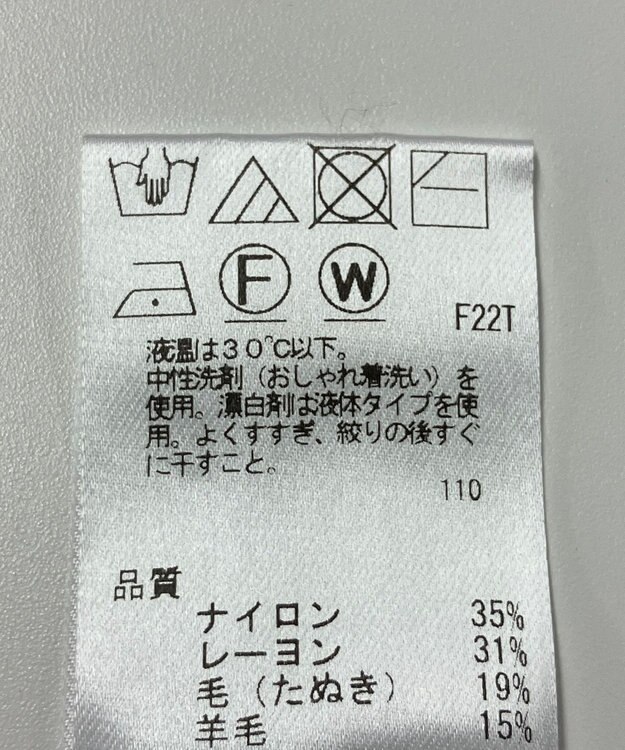 F W
F22T
液温は30℃以下。
中性洗剤（おしゃれ着洗い）を
使用。漂白剤は液体タイプを使
用。よくすすぎ、絞りの後すぐ
に干すこと。
110
品質
ナイロン 35%
レーヨン 31%
毛（たぬき） 19%
羊毛 15%